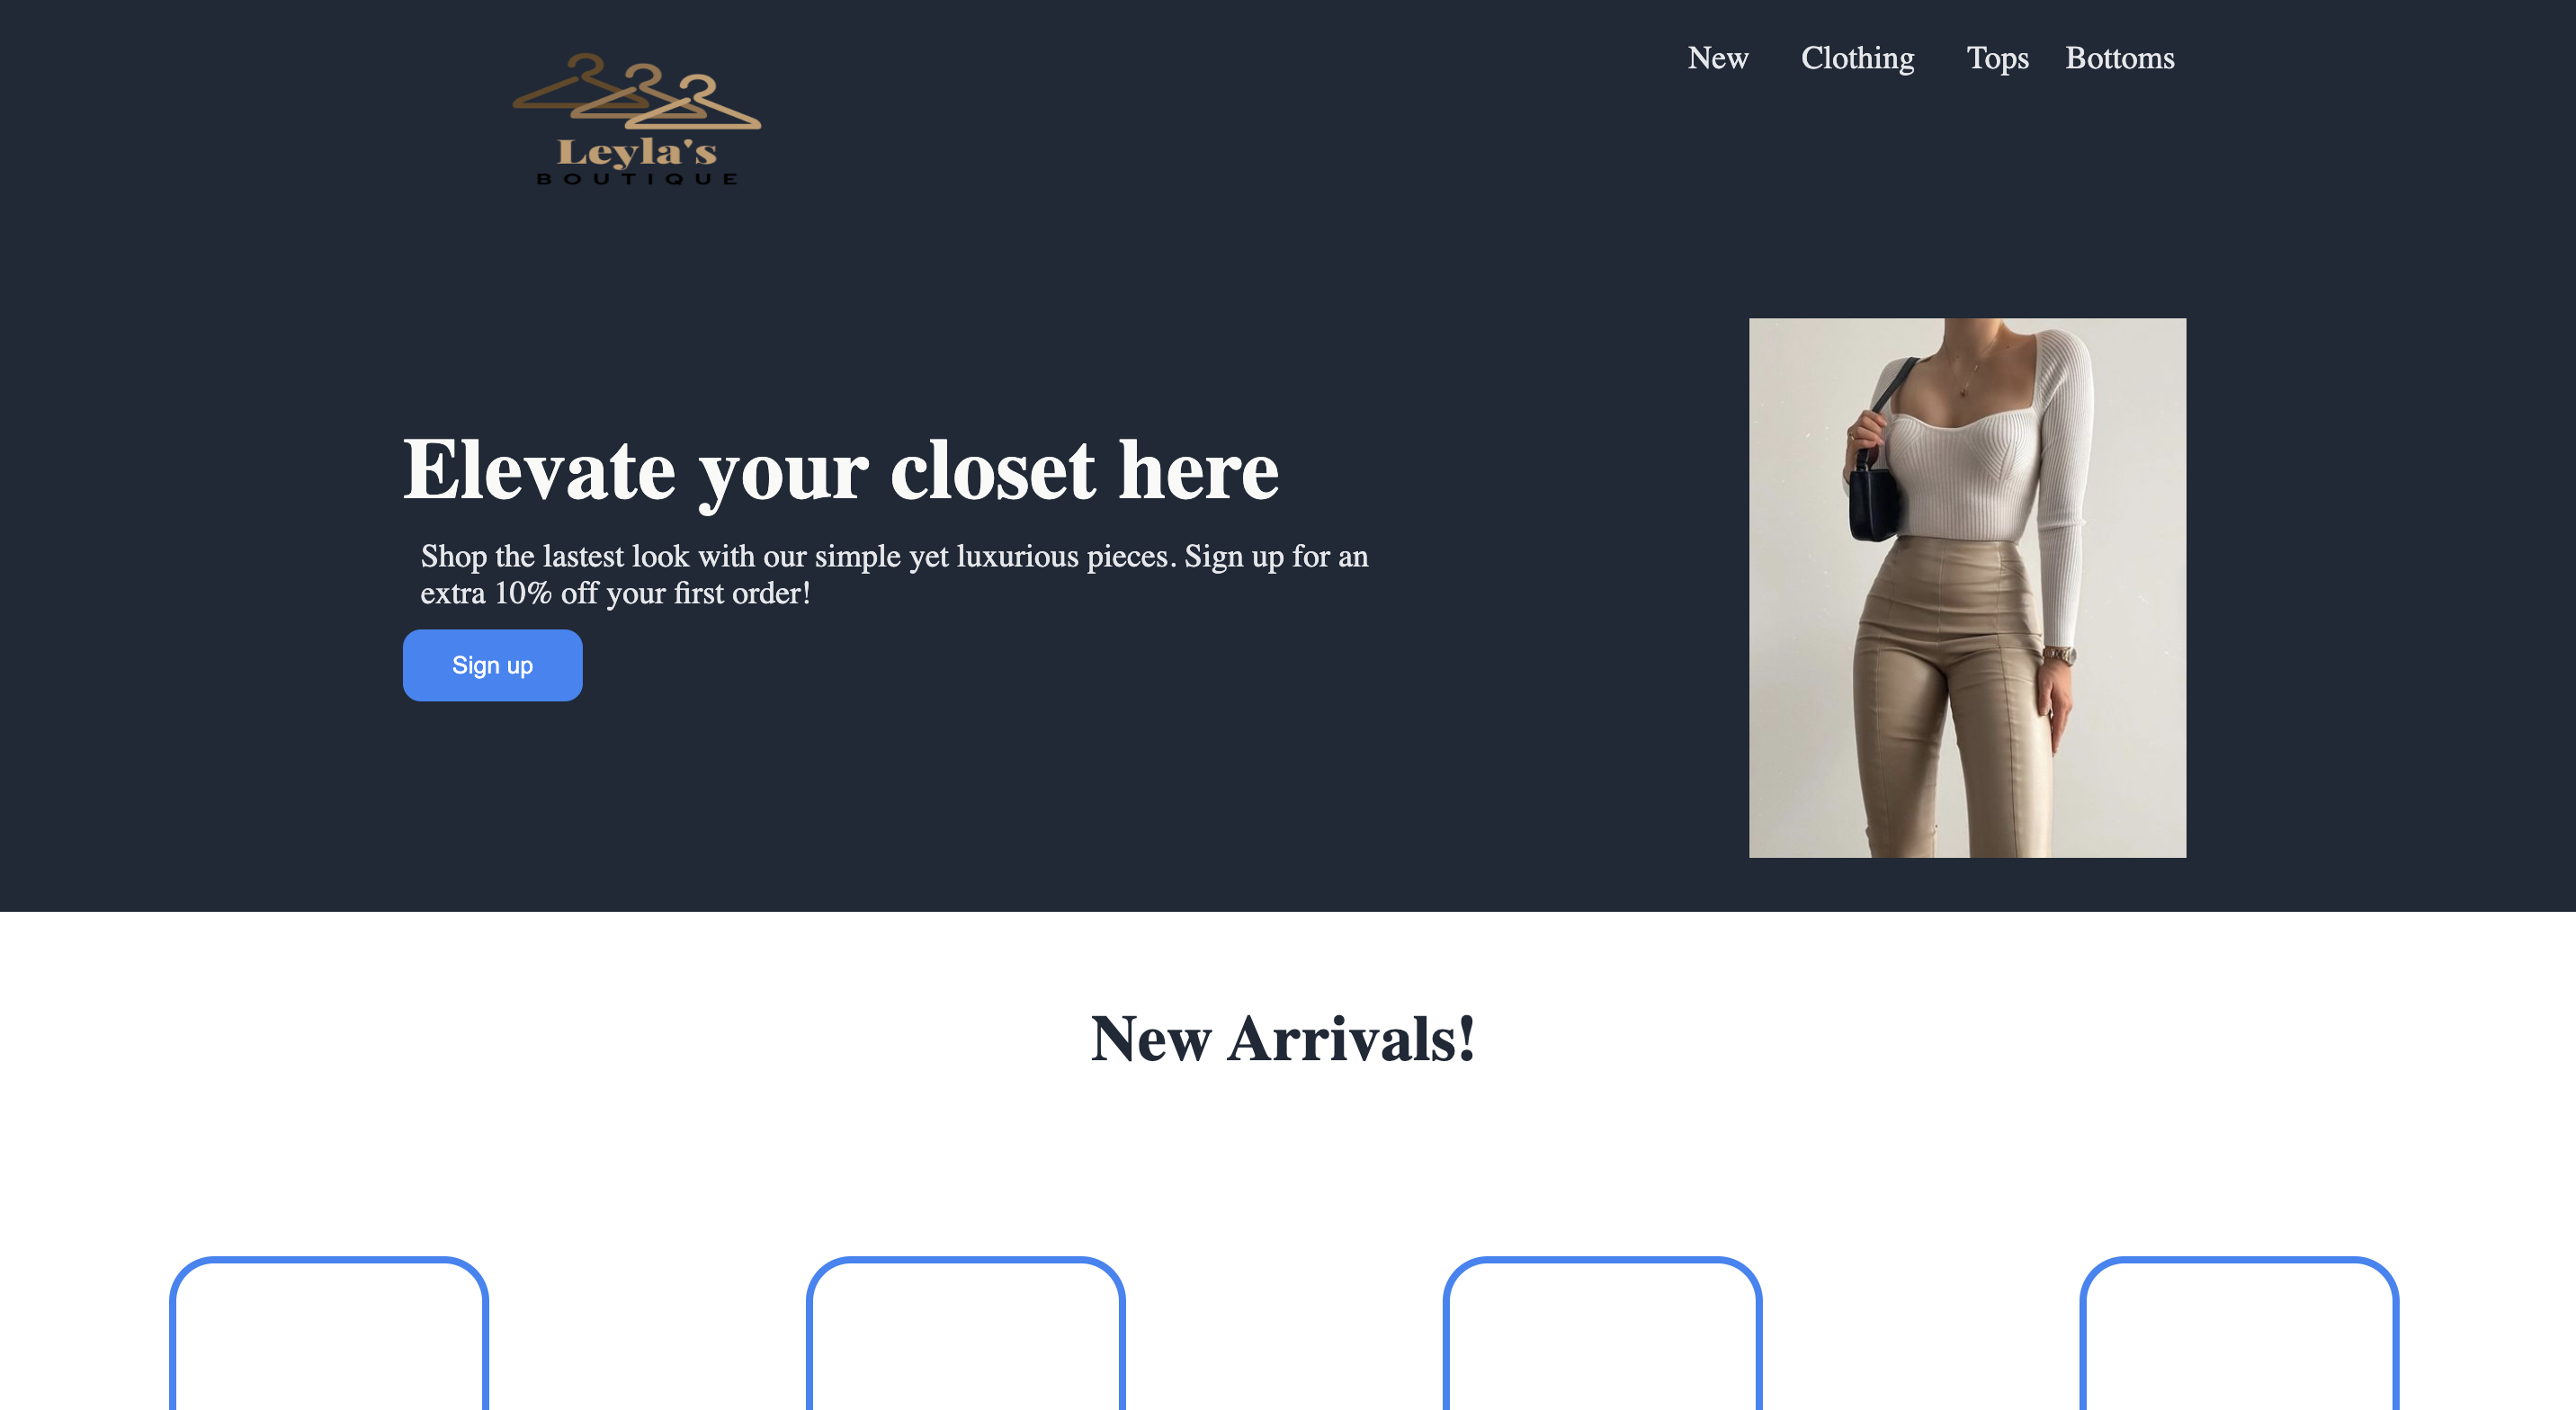 Leyla's
BOUTIQUE
New Clothing Tops Bottoms
Elevate your closet here
Shop the lastest look with our simple yet luxurious pieces. Sign up for an
extra 10% off your first order!
Sign up
New Arrivals!